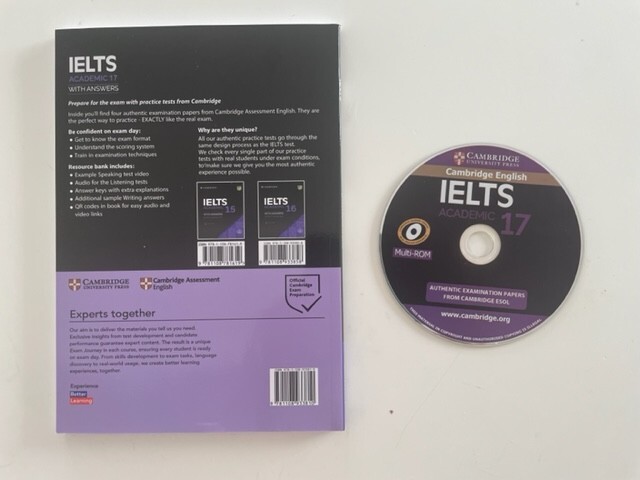 IELTS
ACADEMIC 17
WITH ANSWERS
Prepare for the exam with practice tests from Cambridge
Inside you'll find four authentic examination papers from Cambridge Assessment English. They are
the perfect way to practice - EXACTLY like the real exam.
Be confident on exam day:
• Get to know the exam format
• Understand the scoring system
• Train in examination techniques
Resource bank includes:
• Example Speaking test video
• Audio for the Listening tests
• Answer keys with extra explanations
• Additional sample Writing answers
• QR codes in book for easy audio and
video links
Why are they unique?
All our authentic practice tests go through the
same design process as the IELTS test.
We check every single part of our practice
tests with real students under exam conditions,
to make sure we give you the most authentic
experience possible.
IELTS
15
IELTS
16
CAMBRIDGE
UNIVERSITY PRESS
Cambridge Assessment
English
Official
Cambridge
Exam
Preparation
Experts together
Our aim is to deliver the materials you tell us you need.
Exclusive insights from test development and candidate
performance guarantee expert content. The result is a unique
Exam Journey in each course, ensuring every student is ready
on exam day. From skills development to exam tasks, language
discovery to real-world usage, we create better learning
experiences, together.
Experience
Better
Learning
CAMBRIDGE
UNIVERSITY PRESS
Cambridge English
IELTS
ACADEMIC 17
Multi-ROM
AUTHENTIC EXAMINATION PAPERS
FROM CAMBRIDGE ESOL
www.cambridge.org